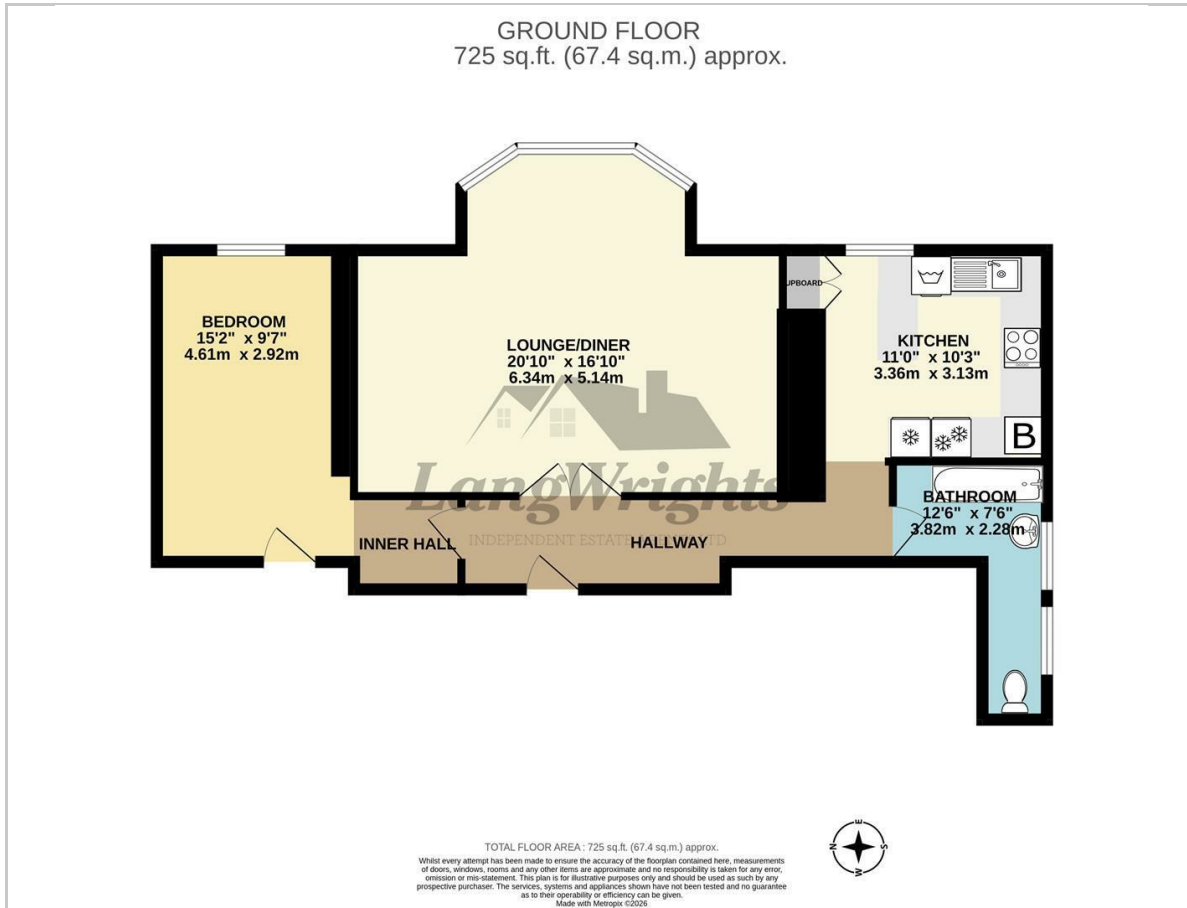 GROUND FLOOR
725 sq.ft. (67.4 sq.m.) approx.
BEDROOM
15'2" x 9'7"
4.61m x 2.92m
LOUNGE/DINER
20'10" x 16'10"
6.34m x 5.14m
UPBOARD
KITCHEN
11'0" x 10'3"
3.36m x 3.13m
B
LangWrights
INDEPENDENT ESTATE
LTD
BATHROOM
12'6" x 7'6"
3.82m x 2.28m
INNER HALL
HALLWAY
E
N
S
W
TOTAL FLOOR AREA : 725 sq.ft. (67.4 sq.m.) approx.
Whilst every attempt has been made to ensure the accuracy of the floorplan contained here, measurements
of doors, windows, rooms and any other items are approximate and no responsibility is taken for any error,
omission or mis-statement. This plan is for illustrative purposes only and should be used as such by any
prospective purchaser. The services, systems and appliances shown have not been tested and no guarantee
as to their operability or efficiency can be given.
Made with Metropix ©2026